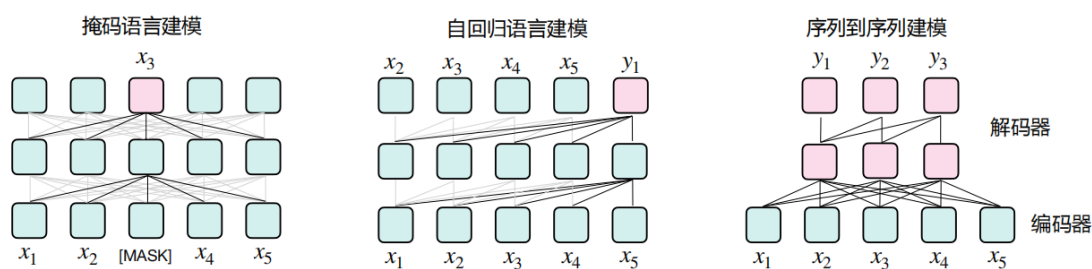 掩码语言建模
x3
x1 x2 [MASK] x4 x5
自回归语言建模
x2 x3 x4 x5 y1
x1 x2 x3 x4 x5
序列到序列建模
y1 y2 y3
解码器
编码器
x1 x2 x3 x4 x5